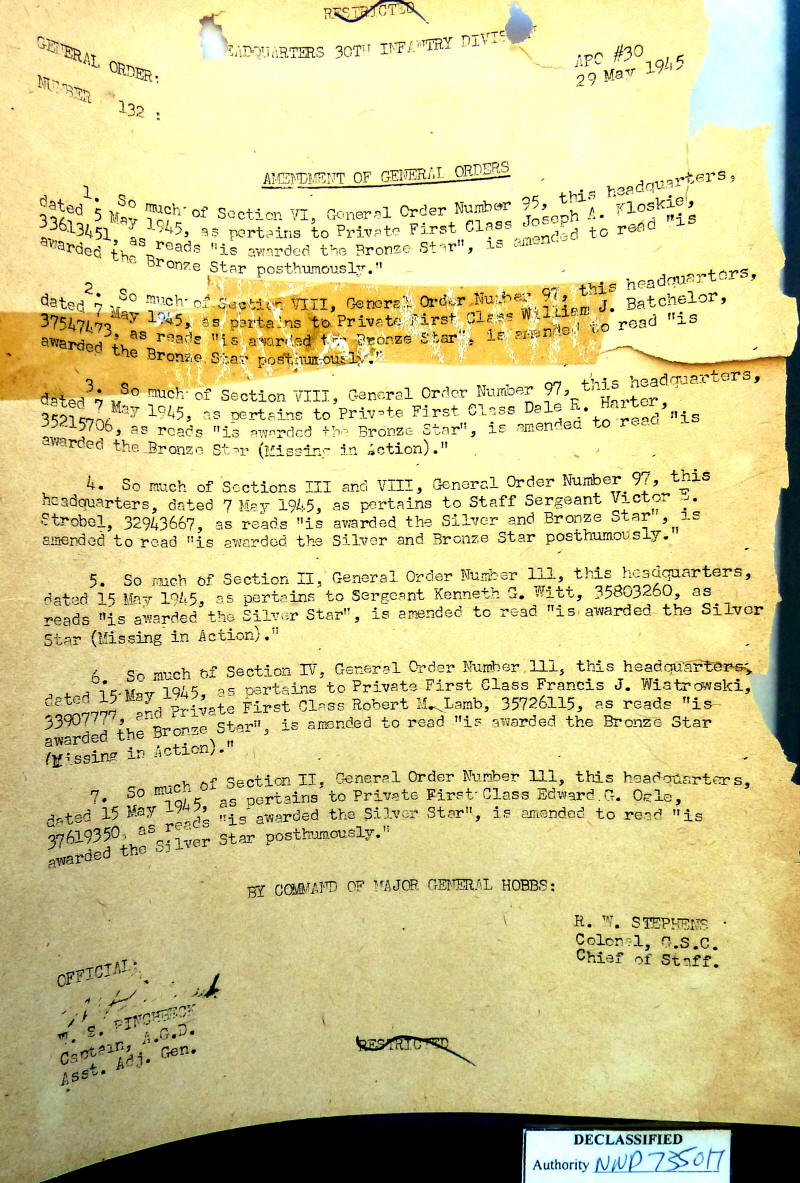 RESTRICTED
HEADQUARTERS 30TH INFANTRY DIVISION
GENERAL ORDER:
APO #30
29 May 1945
NUMBER 132 :
AMENDMENT OF GENERAL ORDERS
1. So much of Section VI, General Order Number 95, this headquarters,
dated 5 May 1945, as pertains to Private First Class Joseph A. Floskie,
33613451, as reads "is awarded the Bronze Star", is amended to read "is
awarded the Bronze Star posthumously."
2. So much of Section VIII, General Order Number 97, this headquarters,
dated 7 May 1945, as pertains to Private First Class William J. Batchelor,
37547473, as reads "is awarded the Bronze Star", is amended to read "is
awarded the Bronze Star posthumously."
3. So much of Section VIII, General Order Number 97, this headquarters,
dated 7 May 1945, as pertains to Private First Class Dale R. Harter,
35215706, as reads "is awarded the Bronze Star", is amended to read "is
awarded the Bronze Star (Missing in Action)."
4. So much of Sections III and VIII, General Order Number 97, this
headquarters, dated 7 May 1945, as pertains to Staff Sergeant Victor E.
Strobel, 32943667, as reads "is awarded the Silver and Bronze Star", is
amended to read "is awarded the Silver and Bronze Star posthumously."
5. So much of Section II, General Order Number 111, this headquarters,
dated 15 May 1945, as pertains to Sergeant Kenneth G. Witt, 35803260, as
reads "is awarded the Silver Star", is amended to read "is awarded the Silver
Star (Missing in Action)."
6. So much of Section IV, General Order Number 111, this headquarters,
dated 15 May 1945, as pertains to Private First Class Francis J. Wiatrowski,
33907777, and Private First Class Robert M. Lamb, 35726115, as reads "is
awarded the Bronze Star", is amended to read "is awarded the Bronze Star
(Missing in Action)."
7. So much of Section II, General Order Number 111, this headquarters,
dated 15 May 1945, as pertains to Private First Class Edward G. Ogle,
37619350, as reads "is awarded the Silver Star", is amended to read "is
awarded the Silver Star posthumously."
BY COMMAND OF MAJOR GENERAL HOBBS:
R. W. STEPHENS
Colonel, G.S.C.
Chief of Staff.
OFFICIAL:
W. S. PINCHBECK
Captain, A.G.D.
Asst. Adj. Gen.
RESTRICTED
DECLASSIFIED
Authority NND 735017